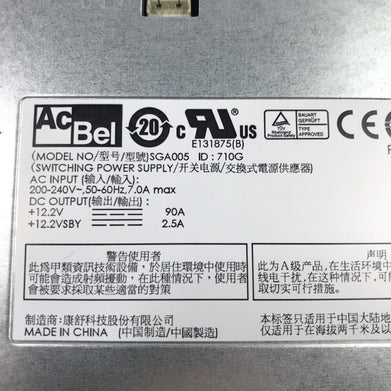 AcBel
20
c RU us
E131875(B)
TÜV Rheinland
BAUART
GEPRÜFT
TYPE
APPROVED
CE
(MODEL NO/型号/型號)SGA005 ID : 710G
(SWITCHING POWER SUPPLY/开关电源/交換式電源供應器)
AC INPUT (输入/輸入):
200-240V~,50-60Hz,7.0A max
DC OUTPUT(输出/輸出):
+12.2V 90A
+12.2VSBY 2.5A
警告使用者
此為甲類資訊技術設備，於居住環境中使用時
可能會造成射頻擾動，在此種情況下，使用者會
被要求採取某些適當的對策
声明
此为A级产品，在生活环境中
线电干扰，在这种情况下，可
取切实可行的措施
制造商：康舒科技股份有限公司
MADE IN CHINA (中国制造/中國製造)
本标签只适用于中国大陆地
仅适用于在海拔两千米及以